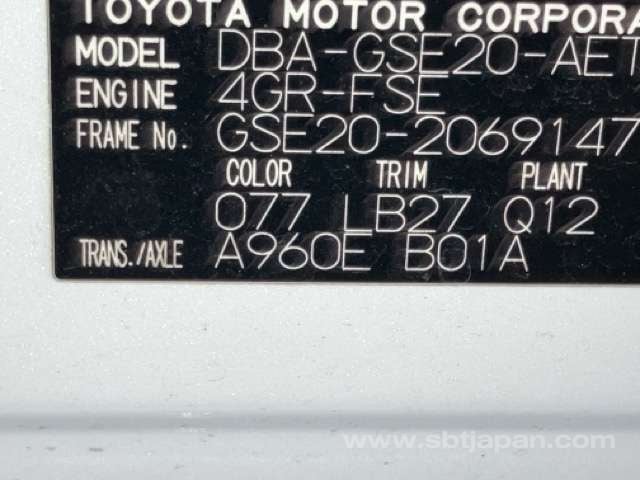 TOYOTA MOTOR CORPORA
MODEL DBA-GSE20-AET
ENGINE 4GR-FSE
FRAME No. GSE20-2069147
COLOR TRIM PLANT
077 LB27 Q12
TRANS./AXLE A960E B01A
www.sbtjapan.com/